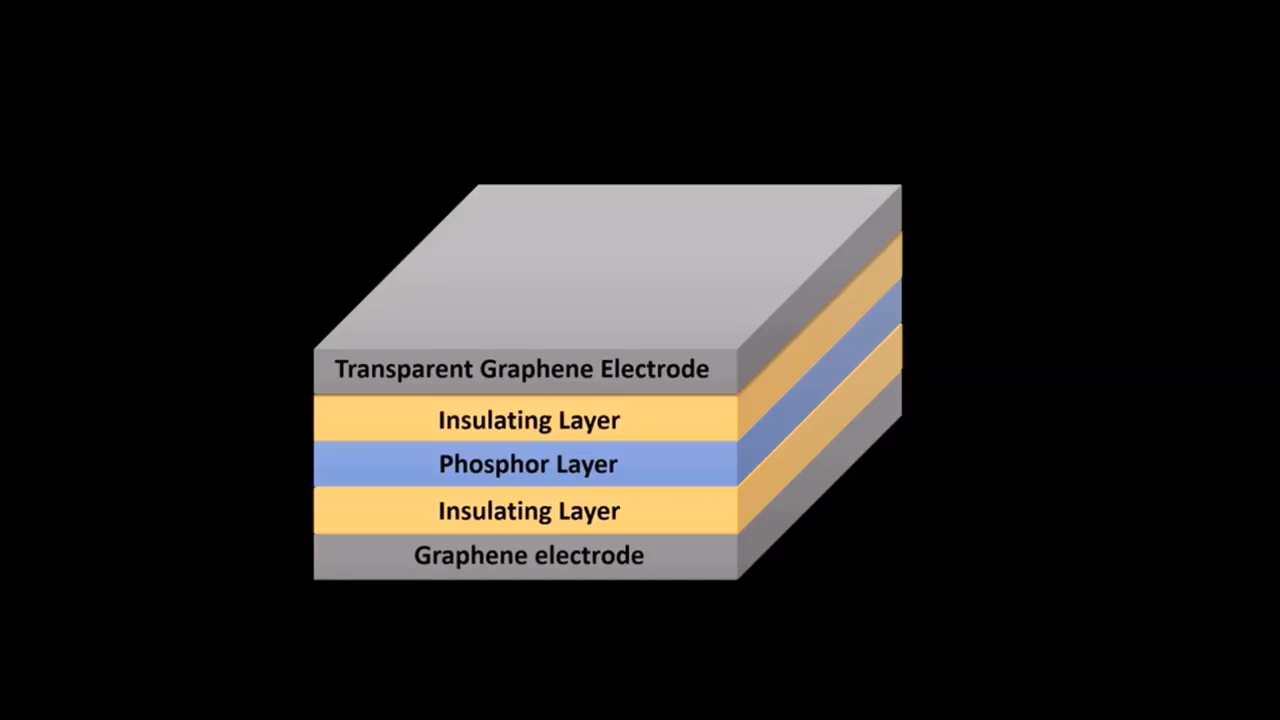 Transparent Graphene Electrode
Insulating Layer
Phosphor Layer
Insulating Layer
Graphene electrode